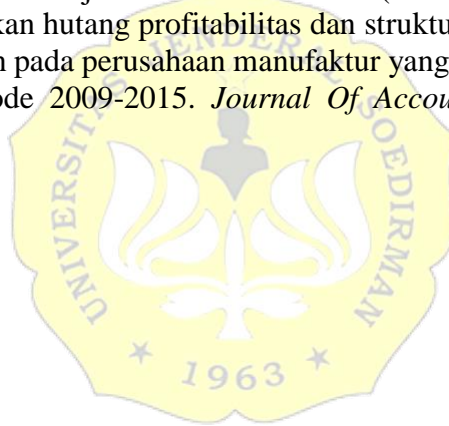 kan hutang profitabilitas dan struktu
pada perusahaan manufaktur yang
ode 2009-2015. Journal Of Accou
UNIVERSITAS JENDERAL SOEDIRMAN
1963